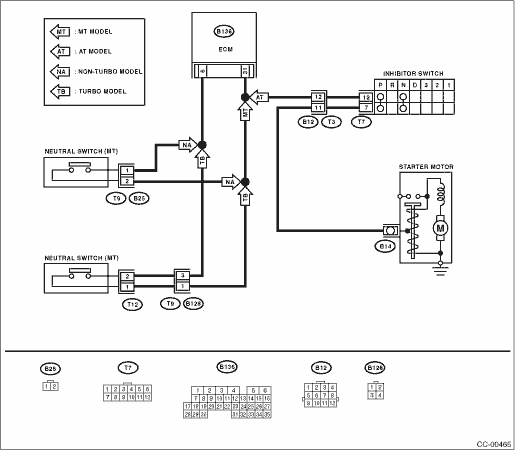 MT : MT MODEL
AT : AT MODEL
NA : NON-TURBO MODEL
TB : TURBO MODEL
B136
ECM
31
AT
MT
INHIBITOR SWITCH
P R N D 3 2 1
12 12
11 7
B12 T3 T7
NA
TB
NEUTRAL SWITCH (MT)
1
2
T9 B25
NA
TB
STARTER MOTOR
M
B14
NEUTRAL SWITCH (MT)
2 3
1 1
T12 T9 B128
B25
1 2
T7
1 2 3 4 5 6
7 8 9 10 11 12
B136
1 2 3 4 5 6
7 8 9 10 11 12 13 14 15 16
17 18 19 20 21 22 23 24 25 26 27
28 29 30 31 32 33 34 35
B12
1 2 3 4
5 6 7 8
9 10 11 12
B128
1 2
3 4
CC-00465